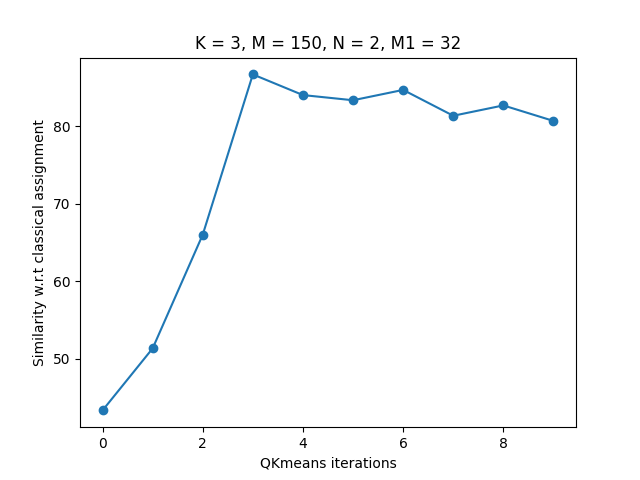 K = 3, M = 150, N = 2, M1 = 32
Similarity w.r.t classical assignment
80
70
60
50
0 2 4 6 8
QKmeans iterations